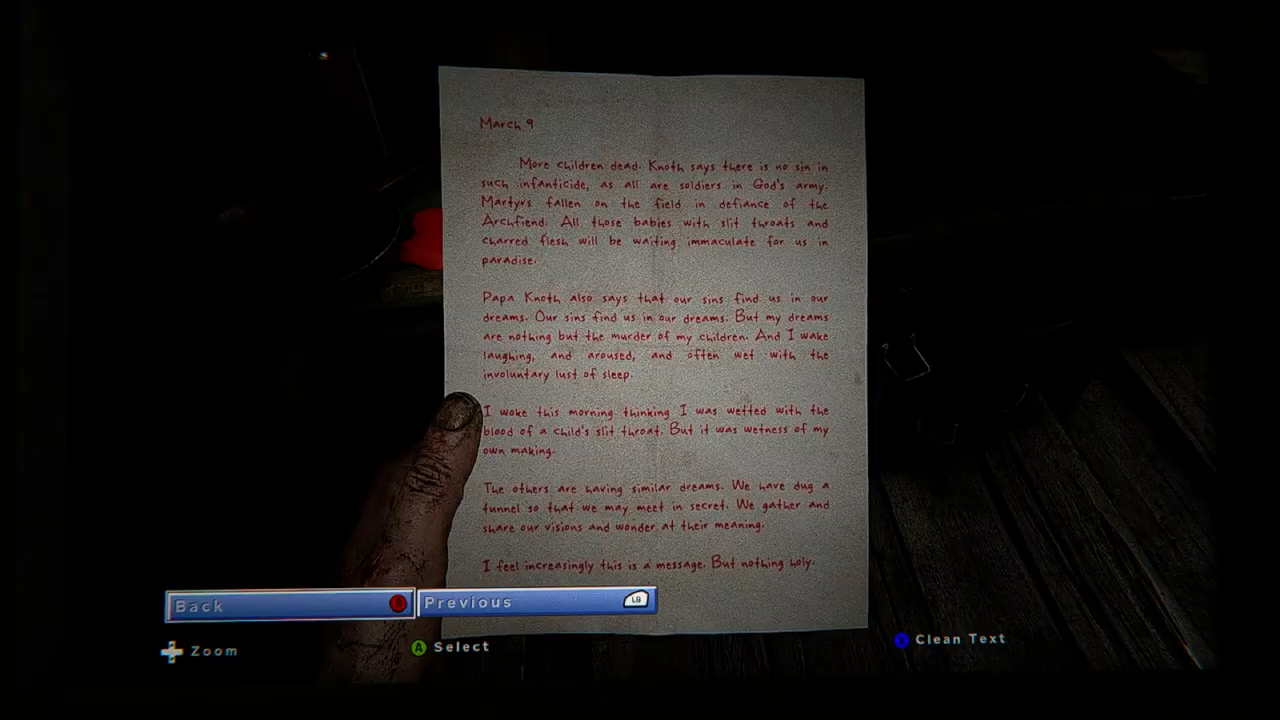 March 9
More children dead. Knoth says there is no sin in
such infanticide, as all are soldiers in God's army.
Martyrs fallen on the field in defiance of the
Archfiend. All those babies with slit throats and
charred flesh will be waiting immaculate for us in
paradise.
Papa Knoth also says that our sins find us in our
dreams. Our sins find us in our dreams. But my dreams
are nothing but the murder of my children. And I wake
laughing, and aroused, and often wet with the
involuntary lust of sleep.
I woke this morning thinking I was wetted with the
blood of a child's slit throat. But it was wetness of my
own making.
The others are having similar dreams. We have dug a
tunnel so that we may meet in secret. We gather and
share our visions and wonder at their meaning.
I feel increasingly this is a message. But nothing holy.
Back B
Previous LB
Zoom
A Select
Clean Text